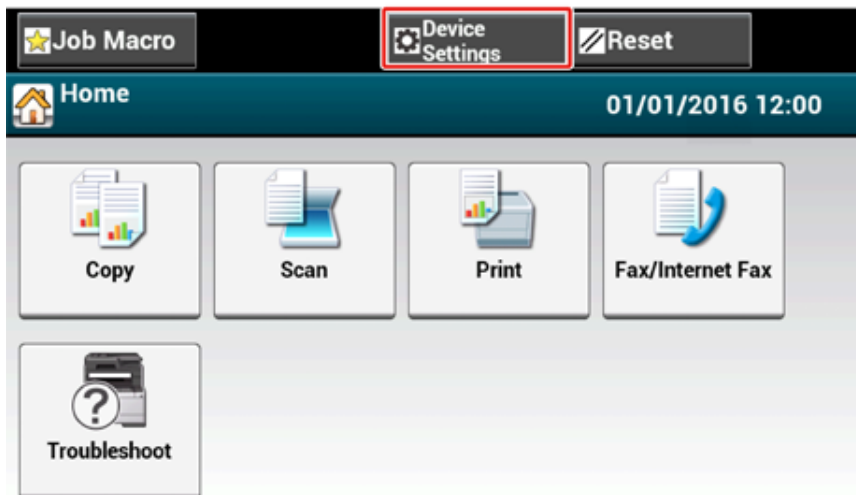 Job Macro
Device
Settings
Reset
Home
01/01/2016 12:00
Copy
Scan
Print
Fax/Internet Fax
?
Troubleshoot